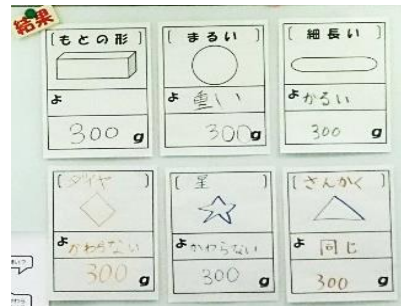 結果
[もとの形]
よ
300 g
[まるい]
よ 重い
300g
[細長い]
よ かるい
300 g
[ダイヤ]
よ かわらない
300 g
[星]
よ かわらない
300 g
[さんかく]
よ 同じ
300 g